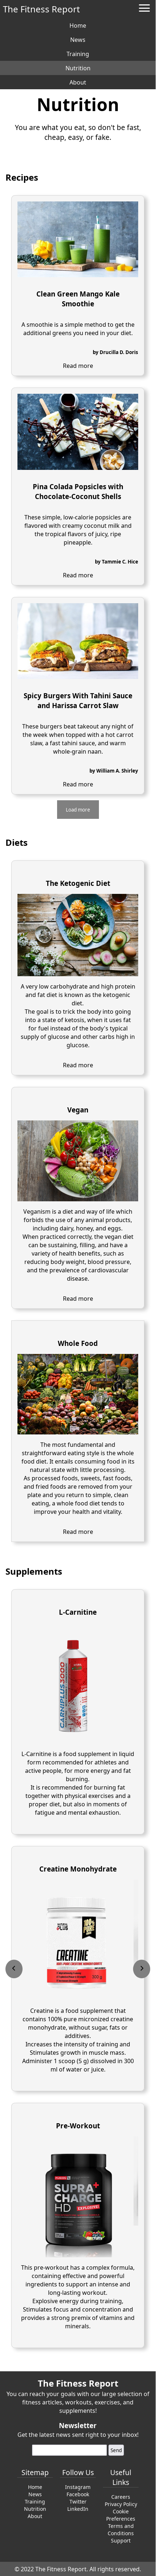 The Fitness Report
Home
News
Training
Nutrition
About
Nutrition
You are what you eat, so don't be fast,
cheap, easy, or fake.
Recipes
Clean Green Mango Kale
Smoothie
A smoothie is a simple method to get the
additional greens you need in your diet.
by Drucilla D. Doris
Read more
Pina Colada Popsicles with
Chocolate-Coconut Shells
These simple, low-calorie popsicles are
flavored with creamy coconut milk and
the tropical flavors of juicy, ripe
pineapple.
by Tammie C. Hice
Read more
Spicy Burgers With Tahini Sauce
and Harissa Carrot Slaw
These burgers beat takeout any night of
the week when topped with a hot carrot
slaw, a fast tahini sauce, and warm
whole-grain naan.
by William A. Shirley
Read more
Load more
Diets
The Ketogenic Diet
A very low carbohydrate and high protein
and fat diet is known as the ketogenic
diet.
The goal is to trick the body into going
into a state of ketosis, when it uses fat
for fuel instead of the body's typical
supply of glucose and other carbs high in
glucose.
Read more
Vegan
Veganism is a diet and way of life which
forbids the use of any animal products,
including dairy, honey, and eggs.
When practiced correctly, the vegan diet
can be sustaining, filling, and have a
variety of health benefits, such as
reducing body weight, blood pressure,
and the prevalence of cardiovascular
disease.
Read more
Whole Food
The most fundamental and
straightforward eating style is the whole
food diet. It entails consuming food in its
natural state with little processing.
As processed foods, sweets, fast foods,
and fried foods are removed from your
plate and you return to simple, clean
eating, a whole food diet tends to
improve your health and vitality.
Read more
Supplements
L-Carnitine
CARNIPLUS3000
L-Carnitine is a food supplement in liquid
form recommended for athletes and
active people, for more energy and fat
burning.
It is recommended for burning fat
together with physical exercises and a
proper diet, but also in moments of
fatigue and mental exhaustion.
Creatine Monohydrate
CREATINE
300 g
Creatine is a food supplement that
contains 100% pure micronized creatine
monohydrate, without sugar, fats or
additives.
Increases the intensity of training and
Stimulates growth in muscle mass.
Administer 1 scoop (5 g) dissolved in 300
ml of water or juice.
Pre-Workout
SUPRA
CHARGE
HD EXPLOSIVE
This pre-workout has a complex formula,
containing effective and powerful
ingredients to support an intense and
long-lasting workout.
Explosive energy during training,
Stimulates focus and concentration and
provides a strong mix of vitamins and
minerals.
The Fitness Report
You can reach your goals with our large selection of
fitness articles, workouts, exercises, and
supplements!
Newsletter
Get the latest news sent right to your inbox!
Send
Sitemap
Home
News
Training
Nutrition
About
Follow Us
Instagram
Facebook
Twitter
LinkedIn
Useful
Links
Careers
Privacy Policy
Cookie
Preferences
Terms and
Conditions
Support
© 2022 The Fitness Report. All rights reserved.